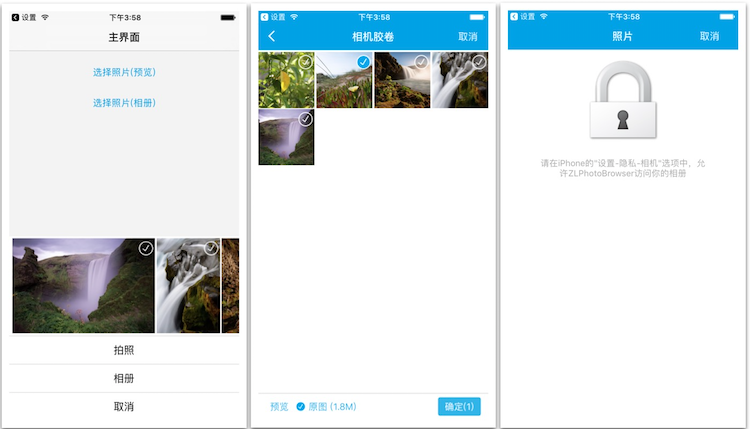 设置
下午3:58
主界面
选择照片(预览)
选择照片(相册)
拍照
相册
取消
设置
下午3:58
相机胶卷
取消
预览
原图 (1.8M)
确定(1)
设置
下午3:58
照片
取消
请在iPhone的“设置-隐私-相机”选项中，允
许ZLPhotoBrowser访问你的相册